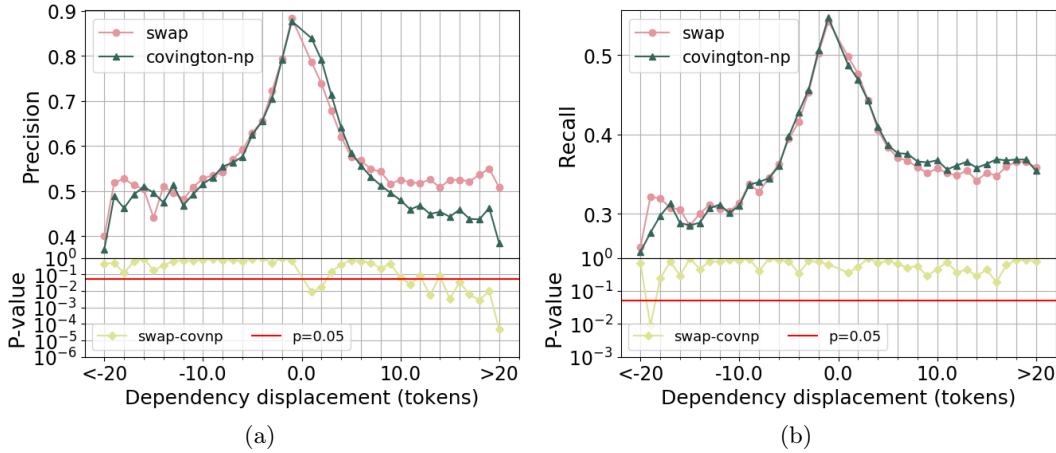 0.9
0.8
0.7
0.6
0.5
0.4
Precision
swap
covington-np
10⁰
10⁻¹
10⁻²
10⁻³
10⁻⁴
10⁻⁵
10⁻⁶
P-value
swap-covnp
p=0.05
<-20
-10.0
0.0
10.0
>20
Dependency displacement (tokens)
(a)
0.5
0.4
0.3
Recall
swap
covington-np
10⁰
10⁻¹
10⁻²
10⁻³
P-value
swap-covnp
p=0.05
<-20
-10.0
0.0
10.0
>20
Dependency displacement (tokens)
(b)